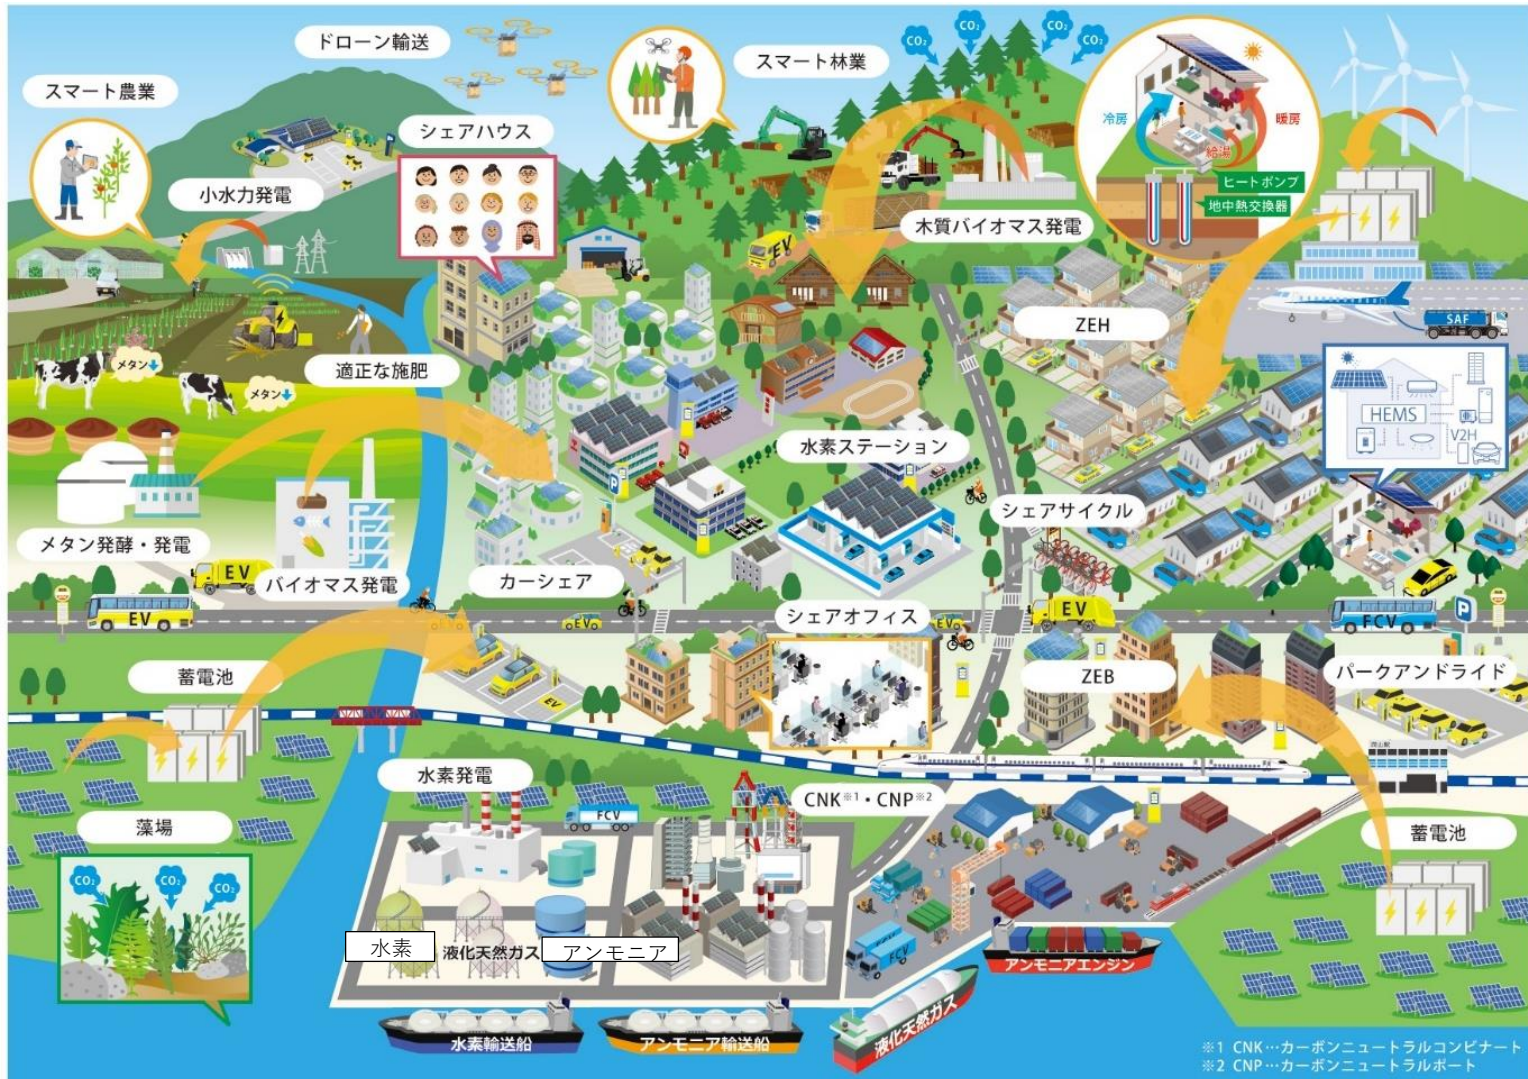 ドローン輸送
CO₂
CO₂
CO₂
CO₂
スマート農業
スマート林業
シェアハウス
冷房
暖房
給湯
ヒートポンプ
地中熱交換器
小水力発電
木質バイオマス発電
EV
ZEH
SAF
メタン
メタン
適正な施肥
HEMS
V2H
水素ステーション
P
シェアサイクル
メタン発酵・発電
EV
バイオマス発電
カーシェア
EV
EV
EV
シェアオフィス
EV
EV
FCV
P
蓄電池
EV
ZEB
パークアンドライド
水素発電
FCV
CNK※1・CNP※2
藻場
蓄電池
CO₂
CO₂
CO₂
水素
液化天然ガス
アンモニア
FCV
アンモニアエンジン
水素輸送船
アンモニア輸送船
液化天然ガス
※1 CNK…カーボンニュートラルコンビナート
※2 CNP…カーボンニュートラルポート